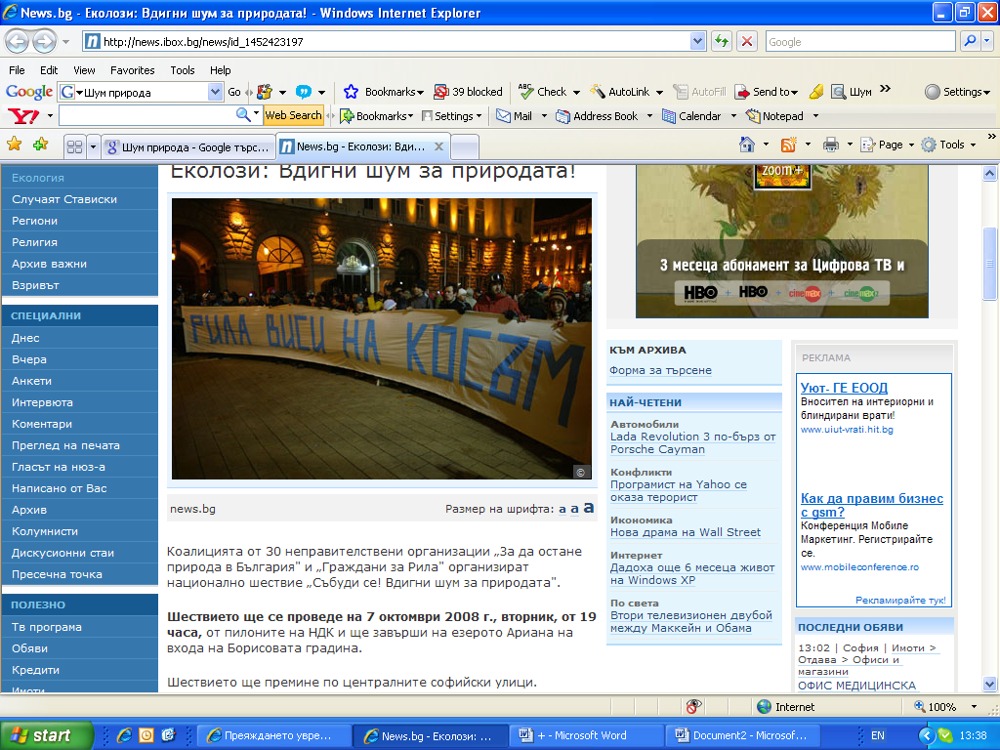 News.bg - Еколози: Вдигни шум за природата! - Windows Internet Explorer
http://news.ibox.bg/news/id_1452423197
Google
File Edit View Favorites Tools Help
Google Шум природа Go Bookmarks 39 blocked Check AutoLink AutoFill Send to Шум Settings
Y! Web Search Bookmarks Settings Mail Address Book Calendar Notepad
Шум природа - Google търс... News.bg - Еколози: Вди... Page Tools
Екология
Случаят Стависки
Региони
Религия
Архив важни
Взривът
СПЕЦИАЛНИ
Днес
Вчера
Анкети
Интервюта
Коментари
Преглед на печата
Гласът на нюз-а
Написано от Вас
Архив
Колумнисти
Дискусионни стаи
Пресечна точка
ПОЛЕЗНО
Тв програма
Обяви
Кредити
Имоти
Еколози: Вдигни шум за природата!
РИЛА ВИСИ НА КОСЪМ
©
news.bg Размер на шрифта: a a a
Коалицията от 30 неправителствени организации „За да остане
природа в България" и „Граждани за Рила" организират
национално шествие „Събуди се! Вдигни шум за природата".
Шествието ще се проведе на 7 октомври 2008 г., вторник, от 19
часа, от пилоните на НДК и ще завърши на езерото Ариана на
входа на Борисовата градина.
Шествието ще премине по централните софийски улици.
zoom+
3 месеца абонамент за Цифрова ТВ и
HBO + HBO + cinemax + cinemax2
КЪМ АРХИВА
Форма за търсене
НАЙ-ЧЕТЕНИ
Автомобили
Lada Revolution 3 по-бърз от
Porsche Cayman
Конфликти
Програмист на Yahoo се
оказа терорист
Икономика
Нова драма на Wall Street
Интернет
Дадоха още 6 месеца живот
на Windows XP
По света
Втори телевизионен двубой
между Маккейн и Обама
РЕКЛАМА
Уют- ГЕ ЕООД
Вносител на интериорни и
блиндирани врати!
www.uiut-vrati.hit.bg
Как да правим бизнес
с gsm?
Конференция Мобиле
Маркетинг. Регистрирайте
се.
www.mobileconference.ro
Рекламирайте тук!
ПОСЛЕДНИ ОБЯВИ
13:02 | София | Имоти >
Отдава > Офиси и
магазини
ОФИС МЕДИЦИНСКА
Internet 100%
start Преяждането увре... News.bg - Еколози: ... + - Microsoft Word Document2 - Microsof... EN 13:38